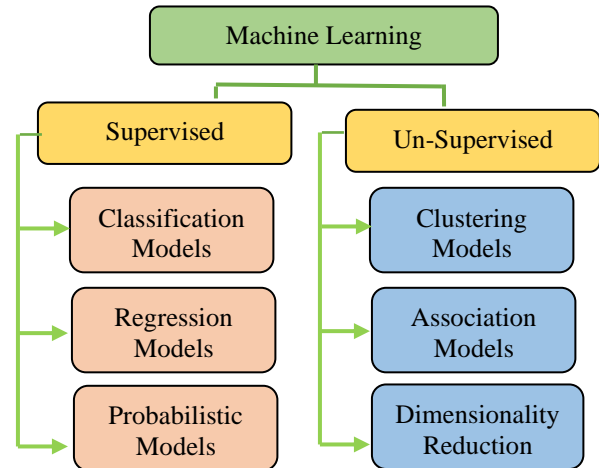 Machine Learning
Supervised
Un-Supervised
Classification
Models
Clustering
Models
Regression
Models
Association
Models
Probabilistic
Models
Dimensionality
Reduction